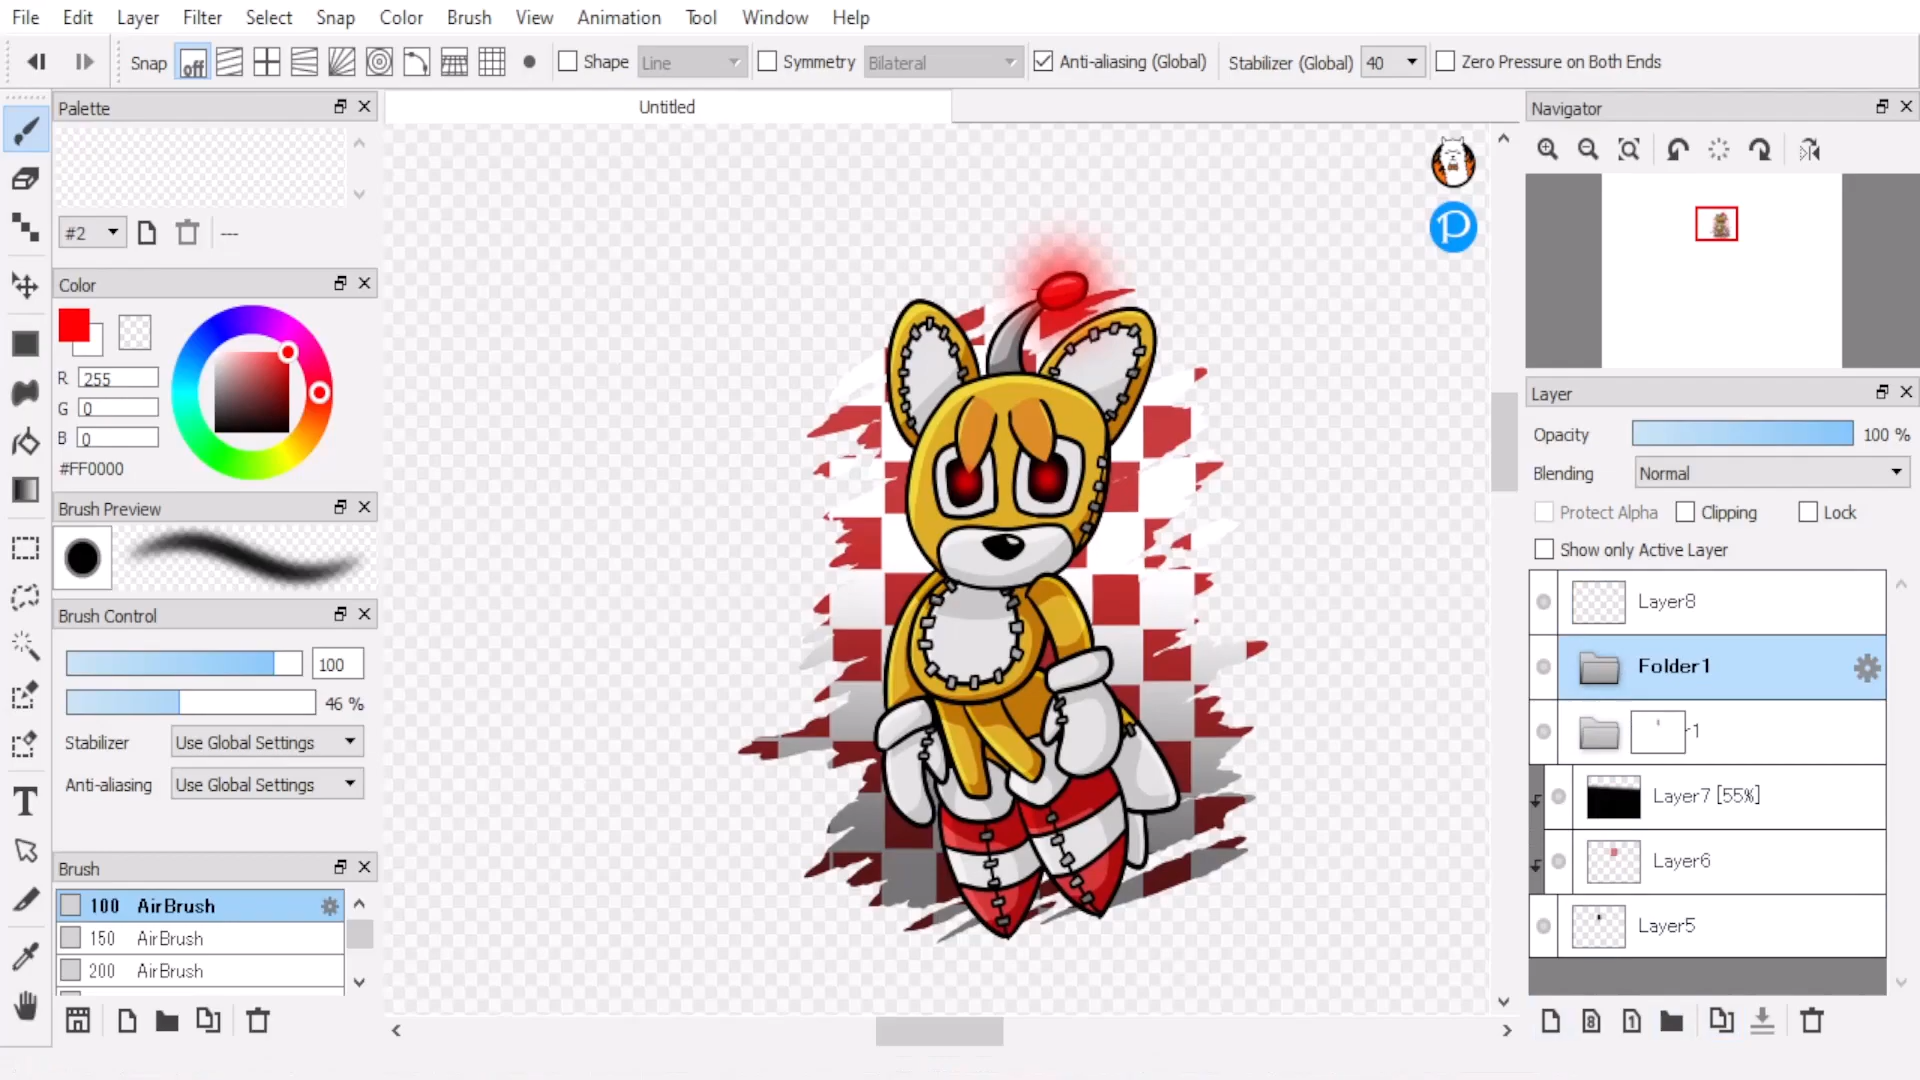 File Edit Layer Filter Select Snap Color Brush View Animation Tool Window Help
Snap off Shape Line Symmetry Bilateral Anti-aliasing (Global) Stabilizer (Global) 40 Zero Pressure on Both Ends
Palette
#2 ---
Color
R 255
G 0
B 0
#FF0000
Brush Preview
Brush Control
100
46 %
Stabilizer Use Global Settings
Anti-aliasing Use Global Settings
Brush
100 AirBrush
150 AirBrush
200 AirBrush
Untitled
P
Navigator
Layer
Opacity 100 %
Blending Normal
Protect Alpha Clipping Lock
Show only Active Layer
Layer8
Folder1
1
Layer7 [55%]
Layer6
Layer5
8 1